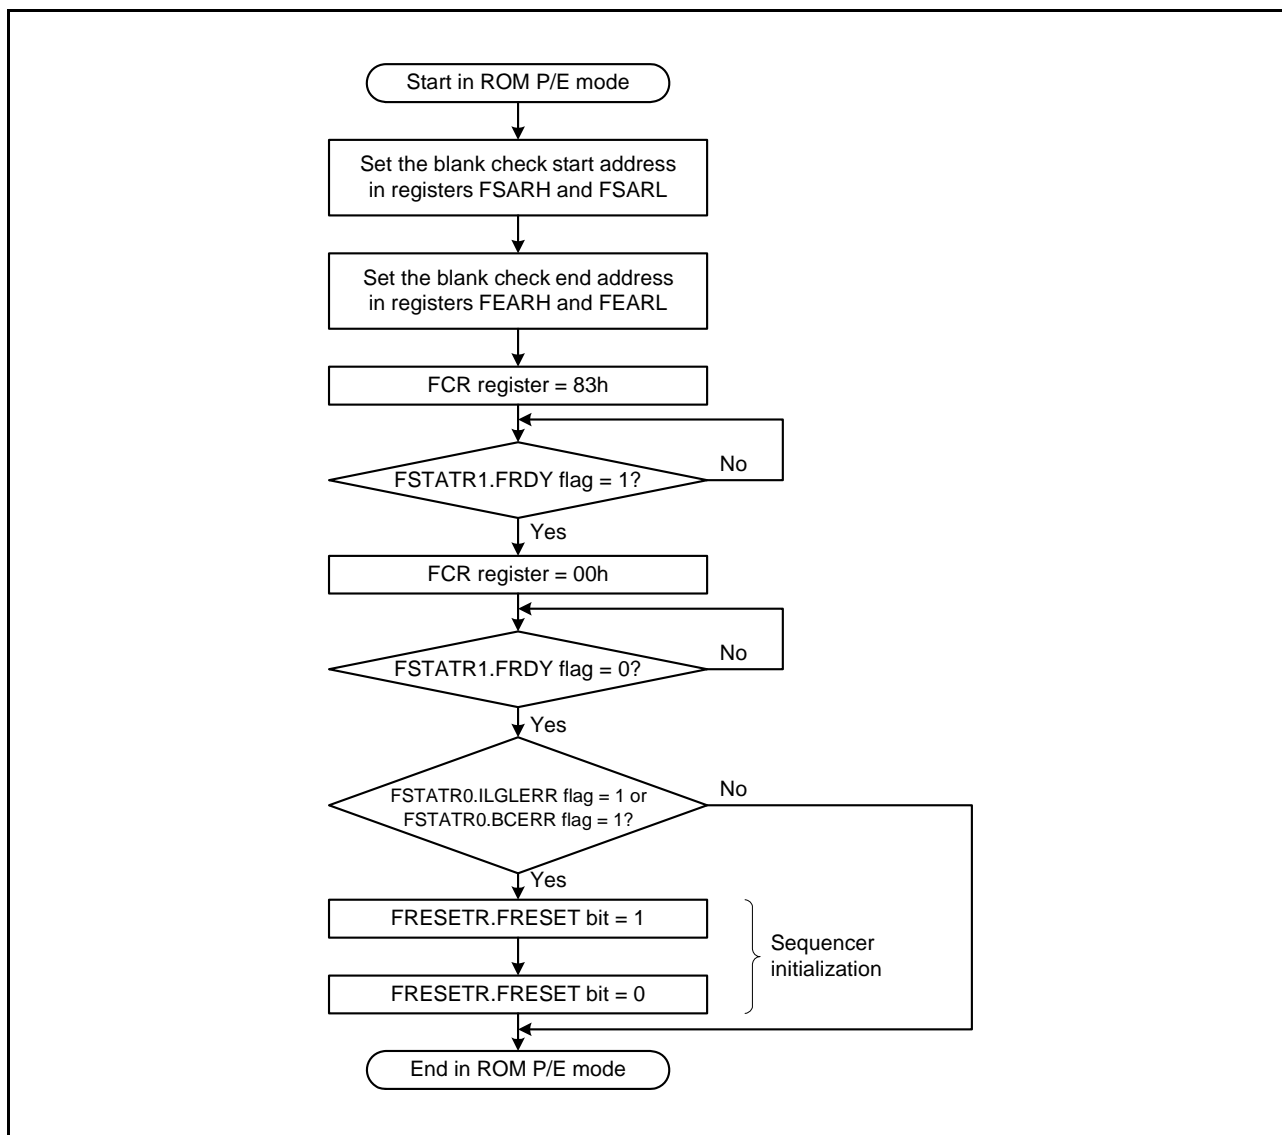 Start in ROM P/E mode
Set the blank check start address
in registers FSARH and FSARL
Set the blank check end address
in registers FEARH and FEARL
FCR register = 83h
FSTATR1.FRDY flag = 1?
No
Yes
FCR register = 00h
FSTATR1.FRDY flag = 0?
No
Yes
FSTATR0.ILGLERR flag = 1 or
FSTATR0.BCERR flag = 1?
No
Yes
FRESETR.FRESET bit = 1
Sequencer
initialization
FRESETR.FRESET bit = 0
End in ROM P/E mode